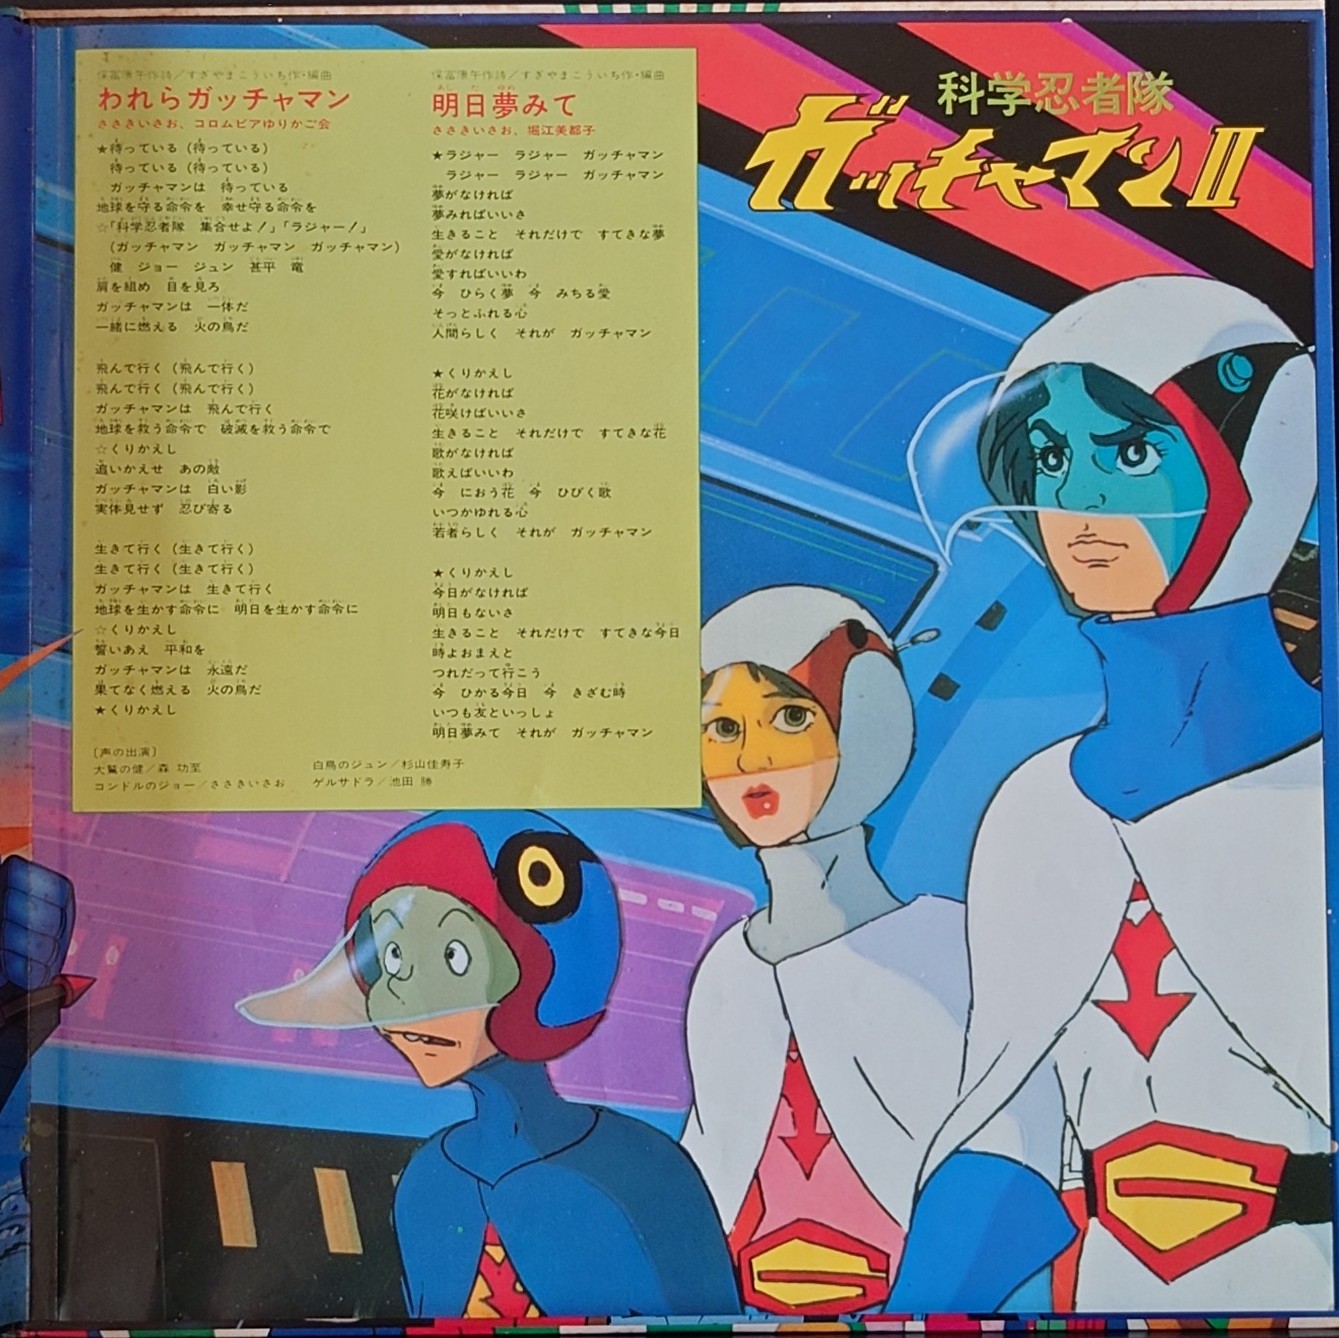 保富康午作詩/すぎやまこういち作・編曲
われらガッチャマン
ささきいさお、コロムビアゆりかご会
★待っている(待っている)
待っている(待っている)
ガッチャマンは 待っている
地球を守る命令を 幸せ守る命令を
☆「科学忍者隊 集合せよ!」「ラジャー!」
(ガッチャマン ガッチャマン ガッチャマン)
健 ジョー ジュン 甚平 竜
肩を組め 目を見ろ
ガッチャマンは 一体だ
一緒に燃える 火の鳥だ
飛んで行く(飛んで行く)
飛んで行く(飛んで行く)
ガッチャマンは 飛んで行く
地球を救う命令で 破滅を救う命令で
☆くりかえし
追いかえせ あの敵
ガッチャマンは 白い影
実体見せず 忍び寄る
生きて行く(生きて行く)
生きて行く(生きて行く)
ガッチャマンは 生きて行く
地球を生かす命令に 明日を生かす命令に
☆くりかえし
誓いあえ 平和を
ガッチャマンは 永遠だ
果てなく燃える 火の鳥だ
★くりかえし
保富康午作詩/すぎやまこういち作・編曲
明日夢みて
ささきいさお、堀江美都子
★ラジャー ラジャー ガッチャマン
ラジャー ラジャー ガッチャマン
夢がなければ
夢みればいいさ
生きること それだけで すてきな夢
愛がなければ
愛すればいいわ
今 ひらく夢 今 みちる愛
そっとふれる心
人間らしく それが ガッチャマン
★くりかえし
花がなければ
花咲けばいいさ
生きること それだけで すてきな花
歌がなければ
歌えばいいわ
今 におう花 今 ひびく歌
いつかゆれる心
若者らしく それが ガッチャマン
★くりかえし
今日がなければ
明日もないさ
生きること それだけで すてきな今日
時よおまえと
つれだって行こう
今 ひかる今日 今 きざむ時
いつも友といっしょ
明日夢みて それが ガッチャマン
〔声の出演〕
大鷲の健/森 功至
コンドルのジョー/ささきいさお
白鳥のジュン/杉山佳寿子
ゲルサドラ/池田 勝
科学忍者隊
ガッチャマンII